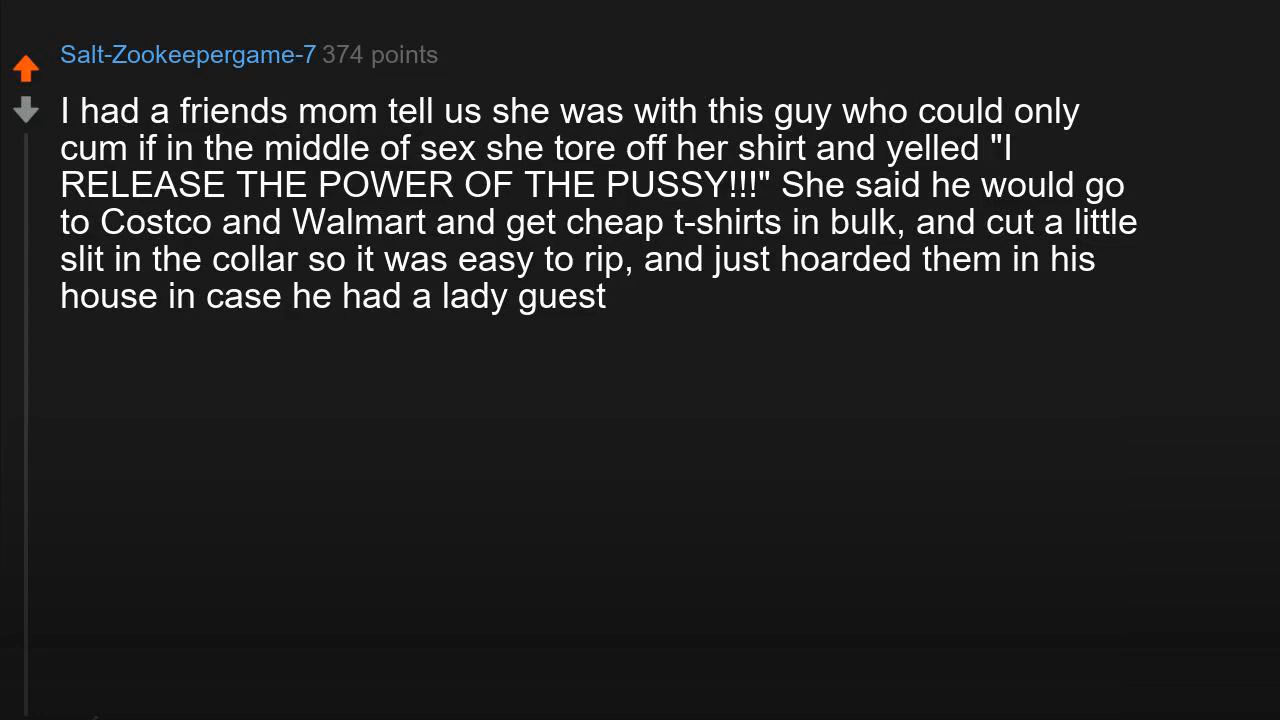 Salt-Zookeepergame-7 374 points
I had a friends mom tell us she was with this guy who could only
cum if in the middle of sex she tore off her shirt and yelled "I
RELEASE THE POWER OF THE PUSSY!!!" She said he would go
to Costco and Walmart and get cheap t-shirts in bulk, and cut a little
slit in the collar so it was easy to rip, and just hoarded them in his
house in case he had a lady guest